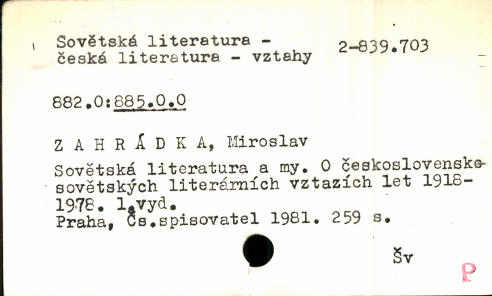 Sovětská literatura -
česká literatura - vztahy
2-839.703
882.0:885.0.0
Z A H R Á D K A, Miroslav
Sovětská literatura a my. O československo-
sovětských literárních vztazích let 1918-
1978. 1.vyd.
Praha, Čs.spisovatel 1981. 259 s.
Šv
P